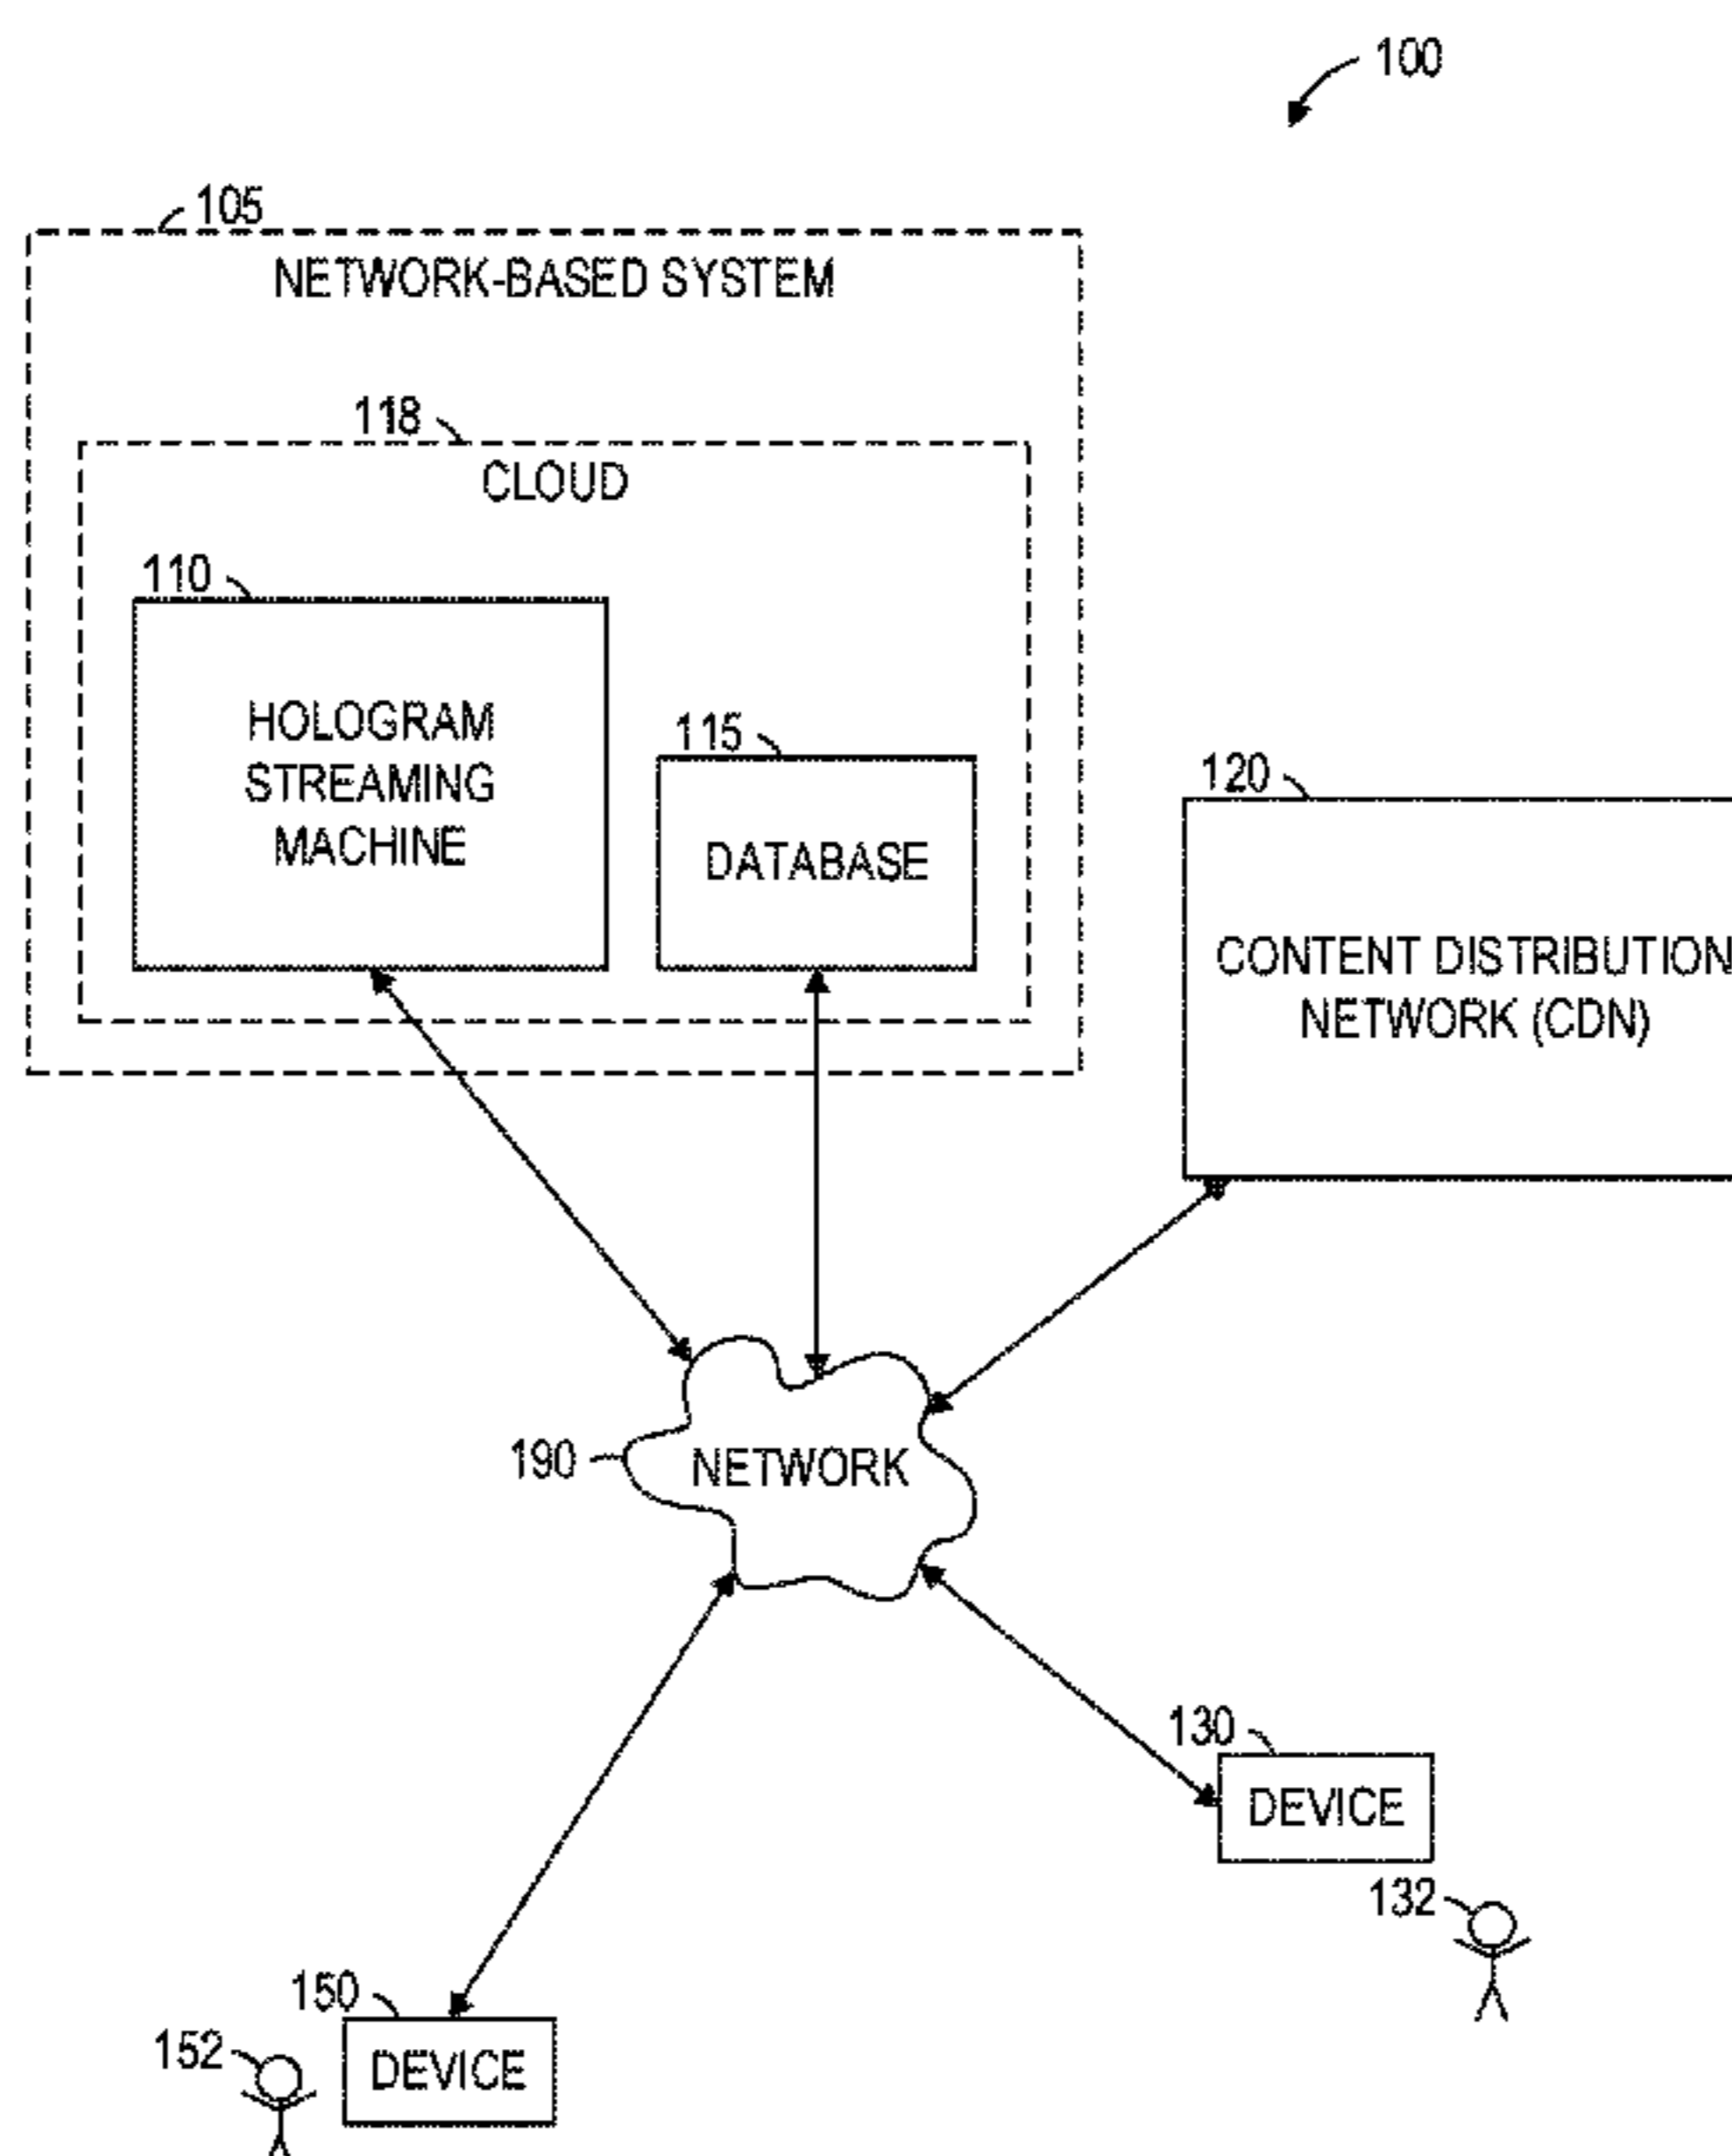 100
105
NETWORK-BASED SYSTEM
118
CLOUD
110
HOLOGRAM
STREAMING
MACHINE
115
DATABASE
120
CONTENT DISTRIBUTION
NETWORK (CDN)
190
NETWORK
130
DEVICE
132
150
DEVICE
152